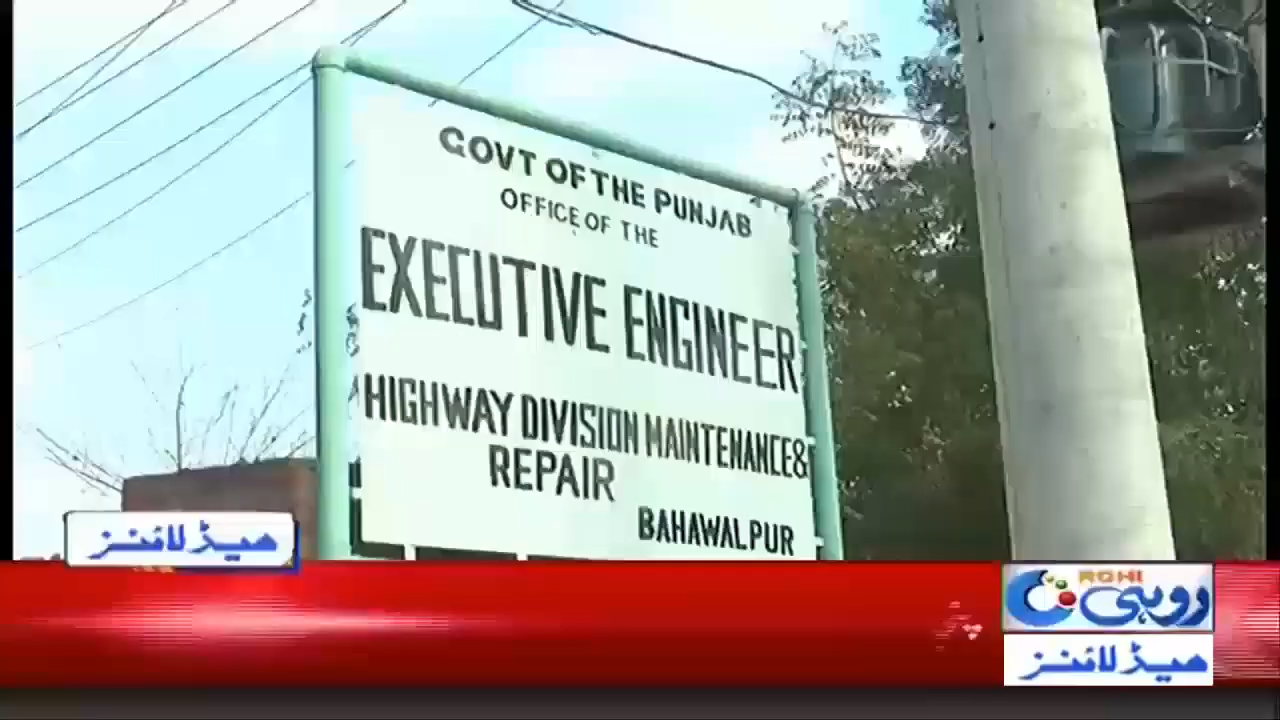 GOVT OF THE PUNJAB
OFFICE OF THE
EXECUTIVE ENGINEER
HIGHWAY DIVISION MAINTENANCE&
REPAIR
BAHAWALPUR
ہیڈ لائنز
ROHI
روہی
ہیڈ لائنز